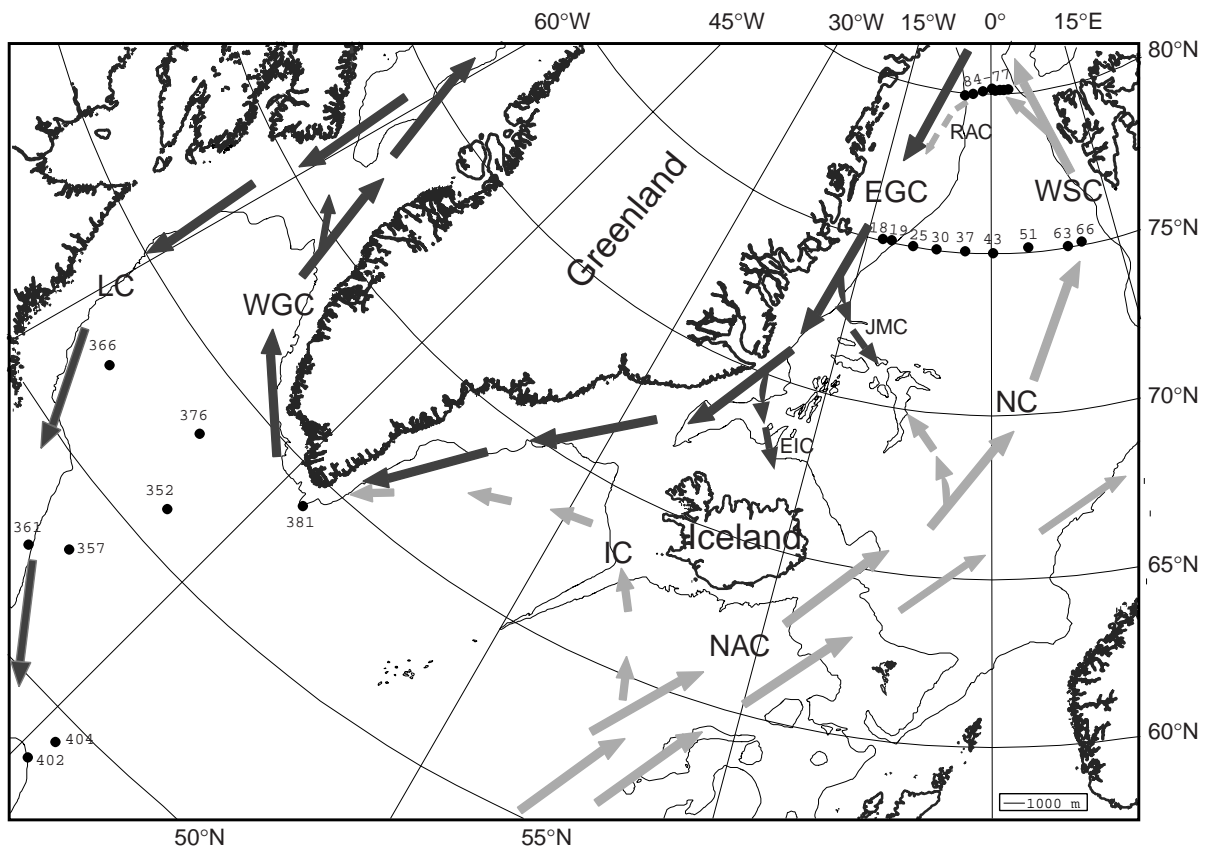 60°W 45°W 30°W 15°W 0° 15°E
80°N
84-77
RAC
EGC WSC
Greenland
75°N
18 19 25 30 37 43 51 63 66
LC
WGC
JMC
366
70°N
NC
376
EIC
352
381
361
357
Iceland
IC
65°N
NAC
404
402
60°N
1000 m
50°N 55°N